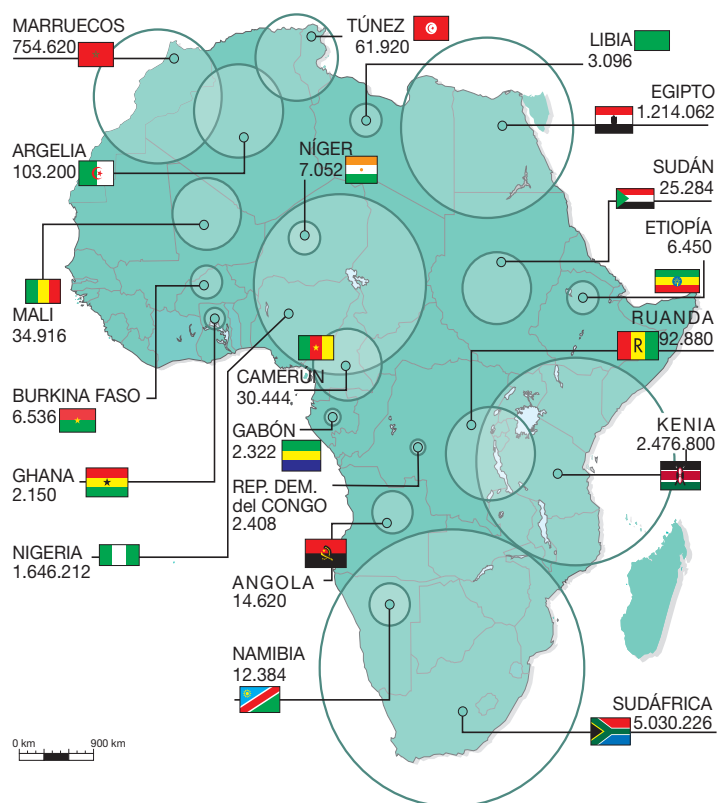 MARRUECOS
754.620
TÚNEZ
61.920
LIBIA
3.096
EGIPTO
1.214.062
ARGELIA
103.200
NÍGER
7.052
SUDÁN
25.284
ETIOPÍA
6.450
MALI
34.916
RUANDA
92.880
BURKINA FASO
6.536
CAMERÚN
30.444
GABÓN
2.322
KENIA
2.476.800
GHANA
2.150
REP. DEM.
del CONGO
2.408
NIGERIA
1.646.212
ANGOLA
14.620
NAMIBIA
12.384
SUDÁFRICA
5.030.226
0 km 900 km